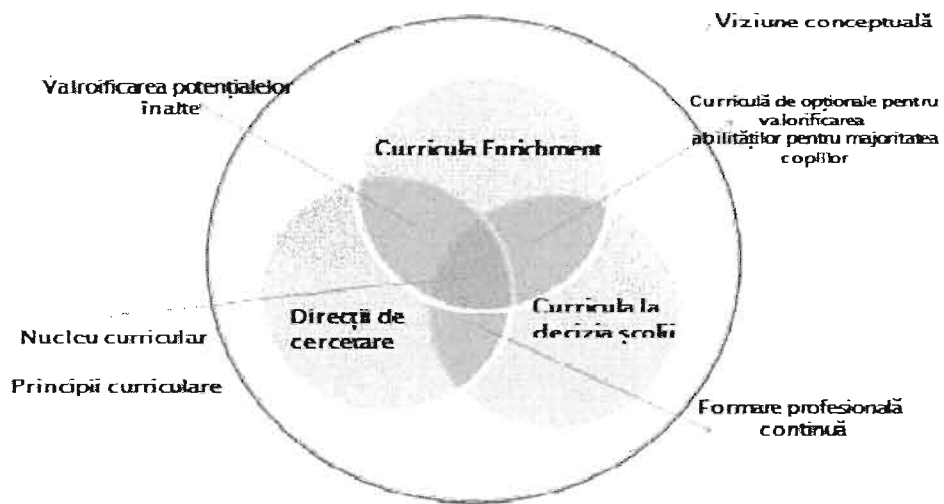 Viziune conceptuală
Valroificarea potențialelor
înalte
Curriculă de opționale pentru
valorificarea
abilităților pentru majoritatea
copiilor
Curricula Enrichment
Direcții de
cercetare
Curricula la
decizia școlii
Nucleu curricular
Principii curriculare
Formare profesională
continuă